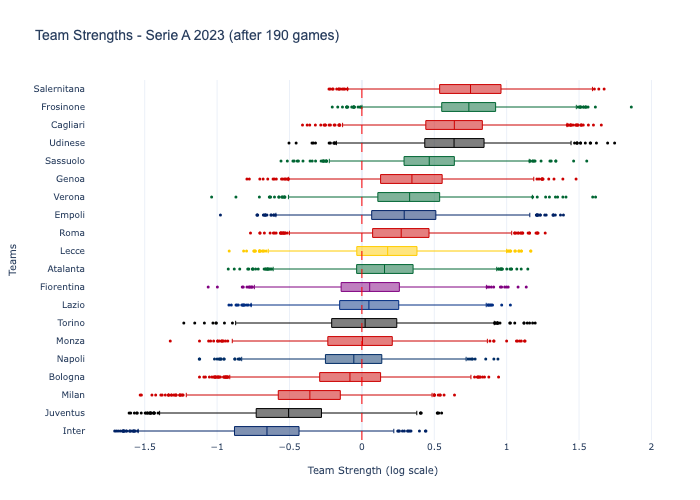 Team Strengths - Serie A 2023 (after 190 games)
Salernitana
Frosinone
Cagliari
Udinese
Sassuolo
Genoa
Verona
Empoli
Roma
Lecce
Atalanta
Fiorentina
Lazio
Torino
Monza
Napoli
Bologna
Milan
Juventus
Inter
Teams
−1.5
−1
−0.5
0
0.5
1
1.5
2
Team Strength (log scale)